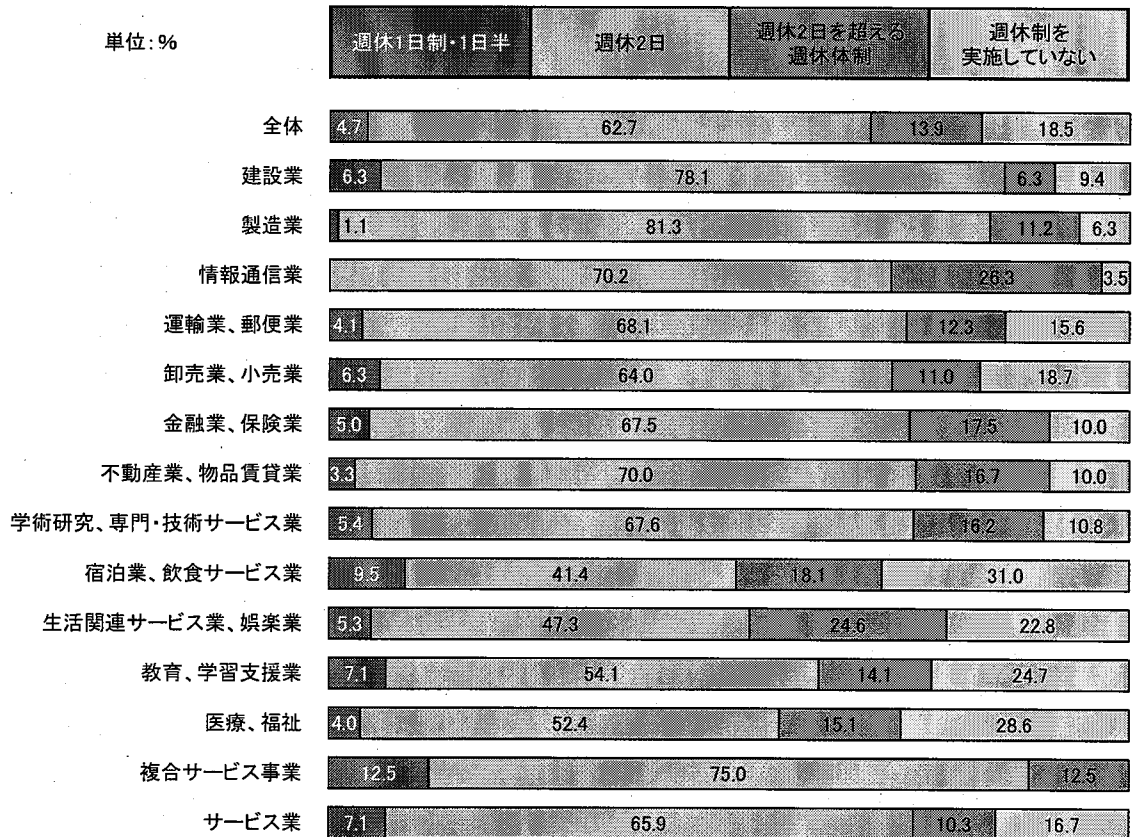 単位:%
週休1日制・1日半
週休2日
週休2日を超える
週休体制
週休制を
実施していない
全体 4.7 62.7 13.9 18.5
建設業 6.3 78.1 6.3 9.4
製造業 1.1 81.3 11.2 6.3
情報通信業 70.2 26.3 3.5
運輸業、郵便業 4.1 68.1 12.3 15.6
卸売業、小売業 6.3 64.0 11.0 18.7
金融業、保険業 5.0 67.5 17.5 10.0
不動産業、物品賃貸業 3.3 70.0 16.7 10.0
学術研究、専門・技術サービス業 5.4 67.6 16.2 10.8
宿泊業、飲食サービス業 9.5 41.4 18.1 31.0
生活関連サービス業、娯楽業 5.3 47.3 24.6 22.8
教育、学習支援業 7.1 54.1 14.1 24.7
医療、福祉 4.0 52.4 15.1 28.6
複合サービス事業 12.5 75.0 12.5
サービス業 7.1 65.9 10.3 16.7